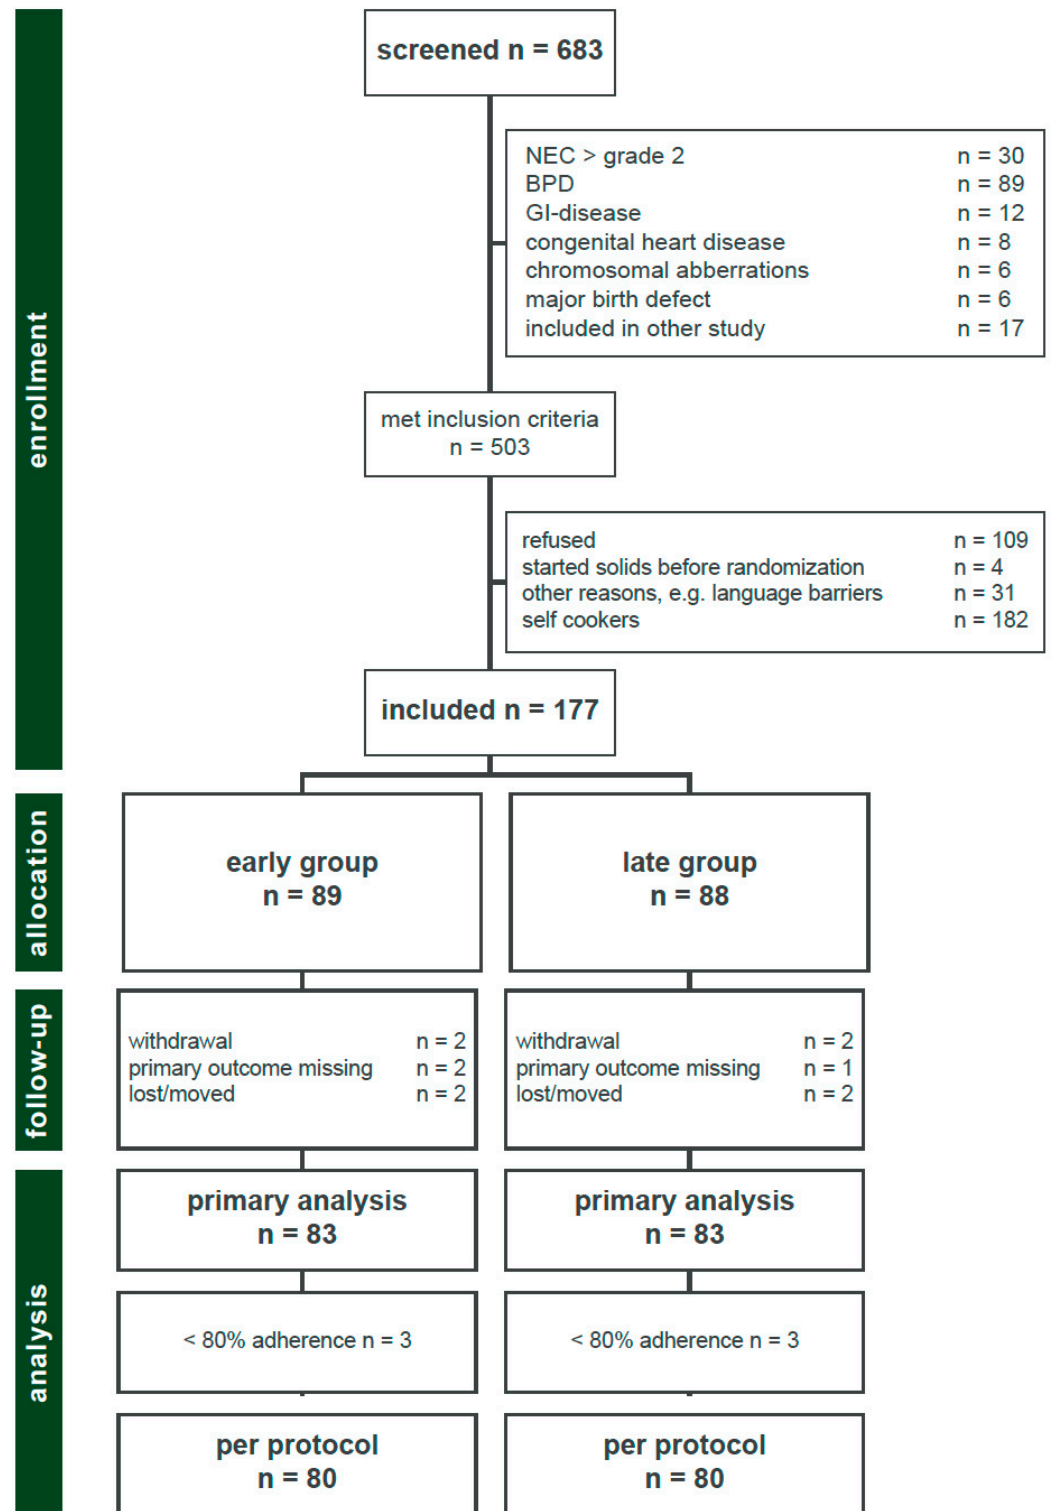 enrollment
screened n = 683
NEC > grade 2 n = 30
BPD n = 89
GI-disease n = 12
congenital heart disease n = 8
chromosomal abberrations n = 6
major birth defect n = 6
included in other study n = 17
met inclusion criteria
n = 503
refused n = 109
started solids before randomization n = 4
other reasons, e.g. language barriers n = 31
self cookers n = 182
included n = 177
allocation
early group
n = 89
late group
n = 88
follow-up
withdrawal n = 2
primary outcome missing n = 2
lost/moved n = 2
withdrawal n = 2
primary outcome missing n = 1
lost/moved n = 2
analysis
primary analysis
n = 83
primary analysis
n = 83
< 80% adherence n = 3
< 80% adherence n = 3
per protocol
n = 80
per protocol
n = 80